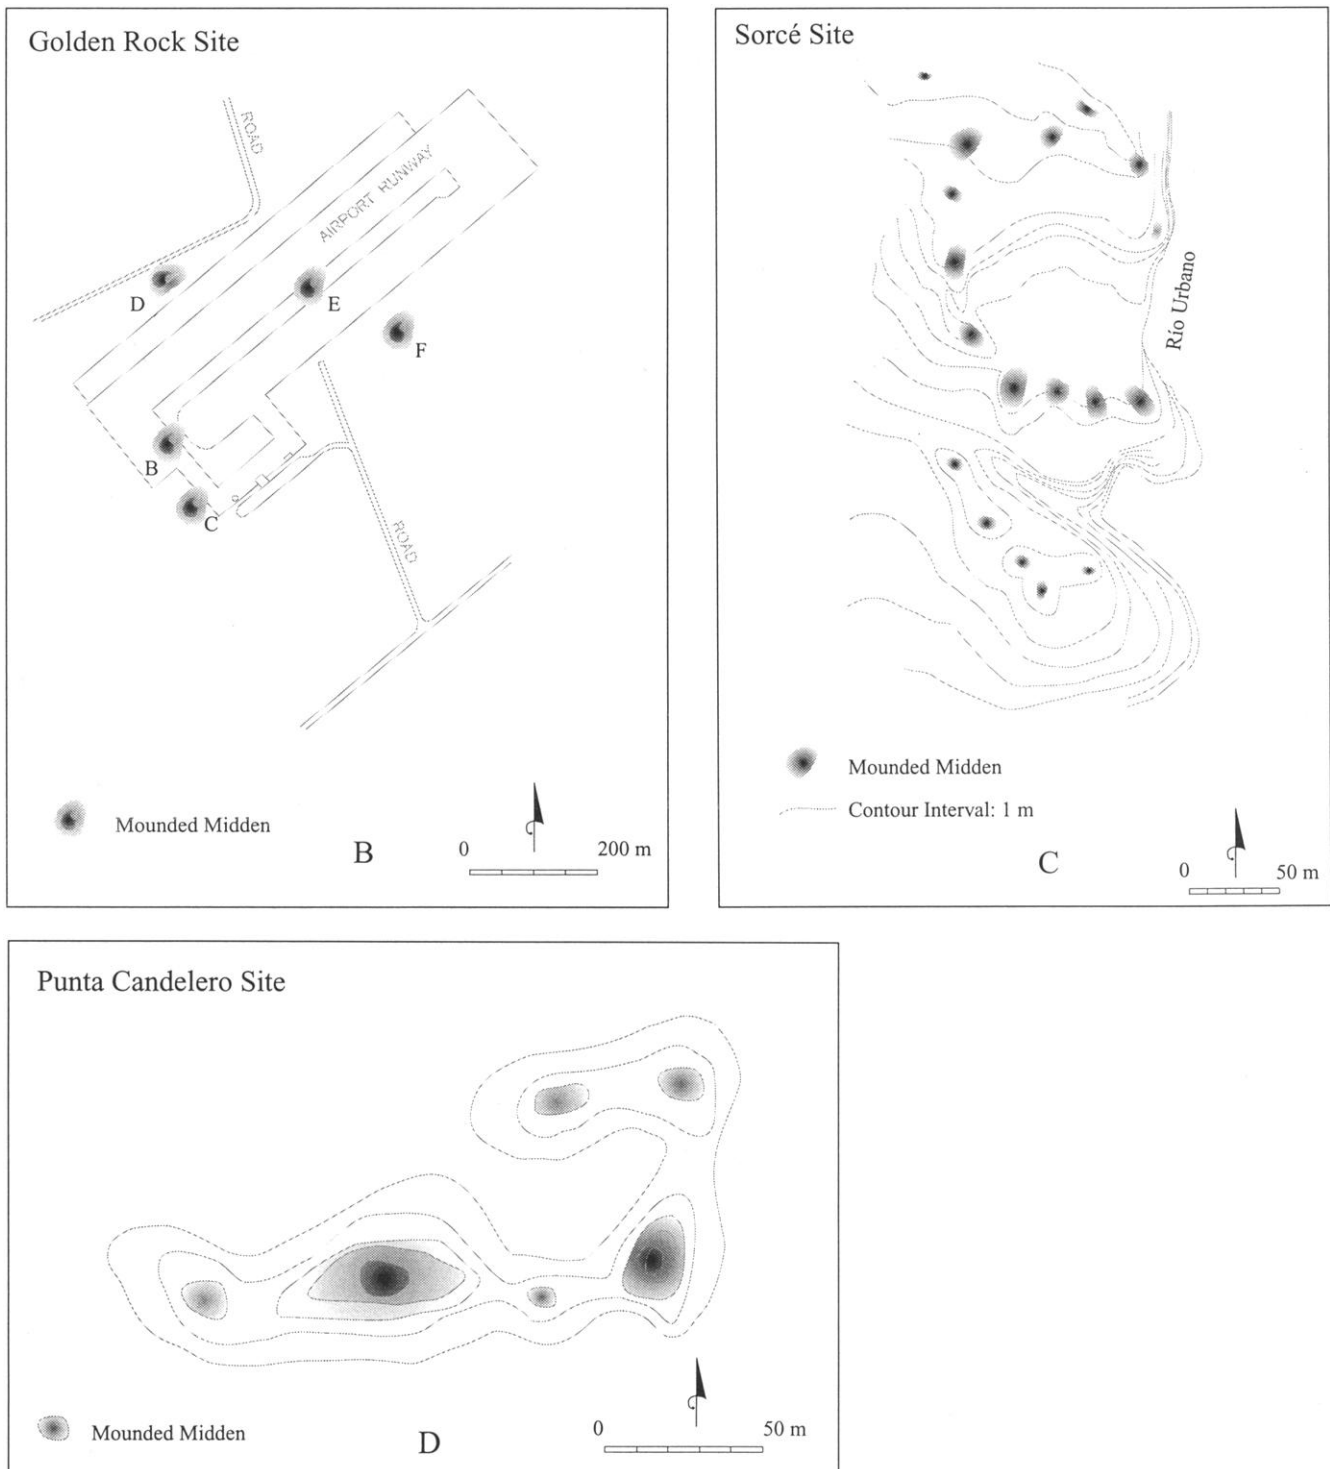 Golden Rock Site
ROAD
AIRPORT RUNWAY
D
E
F
B
C
ROAD
Mounded Midden
B
0 200 m
Sorcé Site
Río Urbano
Mounded Midden
Contour Interval: 1 m
C
0 50 m
Punta Candelero Site
Mounded Midden
D
0 50 m